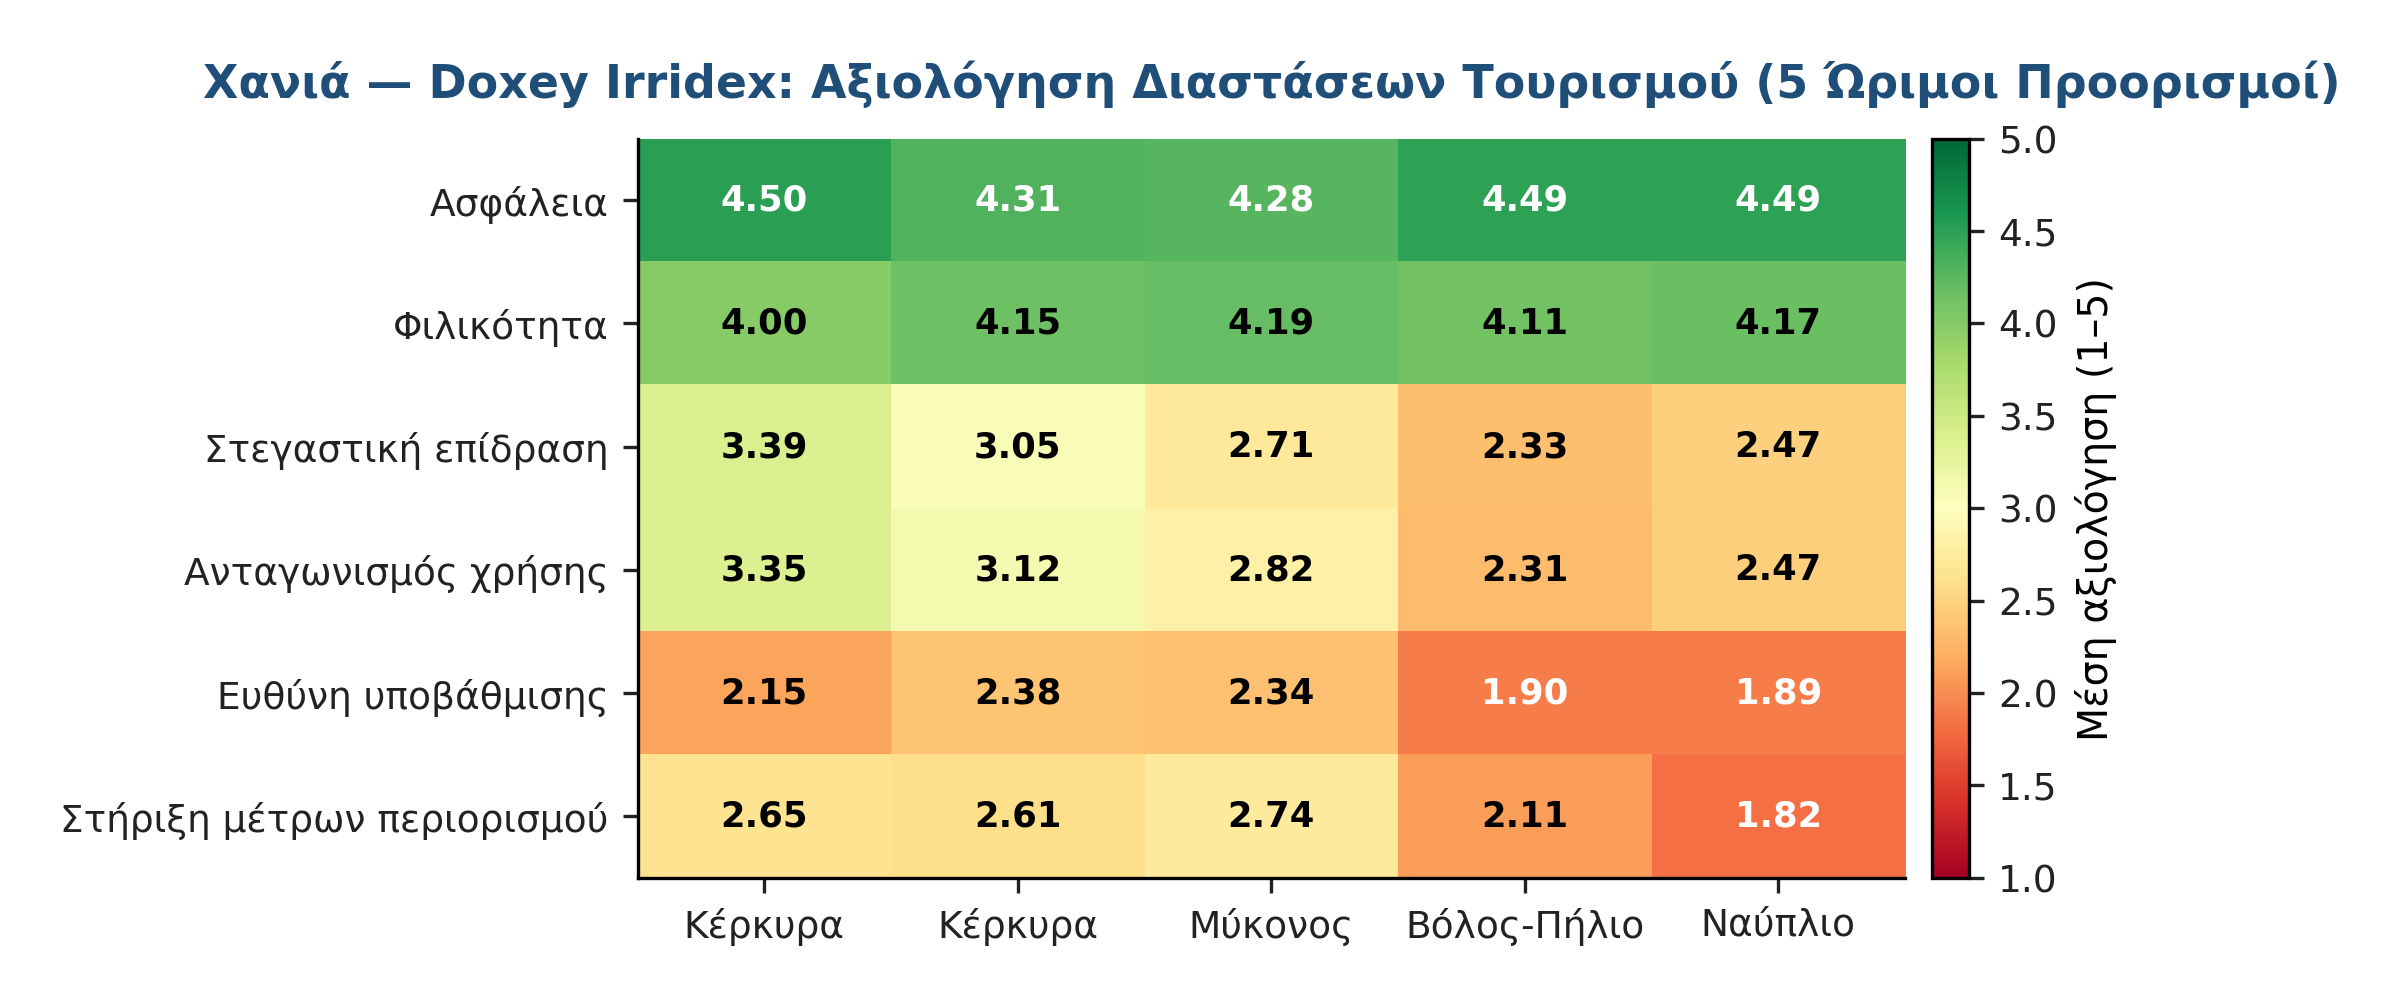 Χανιά — Doxey Irridex: Αξιολόγηση Διαστάσεων Τουρισμού (5 Ώριμοι Προορισμοί)
Ασφάλεια 4.50 4.31 4.28 4.49 4.49
Φιλικότητα 4.00 4.15 4.19 4.11 4.17
Στεγαστική επίδραση 3.39 3.05 2.71 2.33 2.47
Ανταγωνισμός χρήσης 3.35 3.12 2.82 2.31 2.47
Ευθύνη υποβάθμισης 2.15 2.38 2.34 1.90 1.89
Στήριξη μέτρων περιορισμού 2.65 2.61 2.74 2.11 1.82
Κέρκυρα Κέρκυρα Μύκονος Βόλος-Πήλιο Ναύπλιο
5.0
4.5
4.0
3.5
3.0
2.5
2.0
1.5
1.0
Μέση αξιολόγηση (1–5)